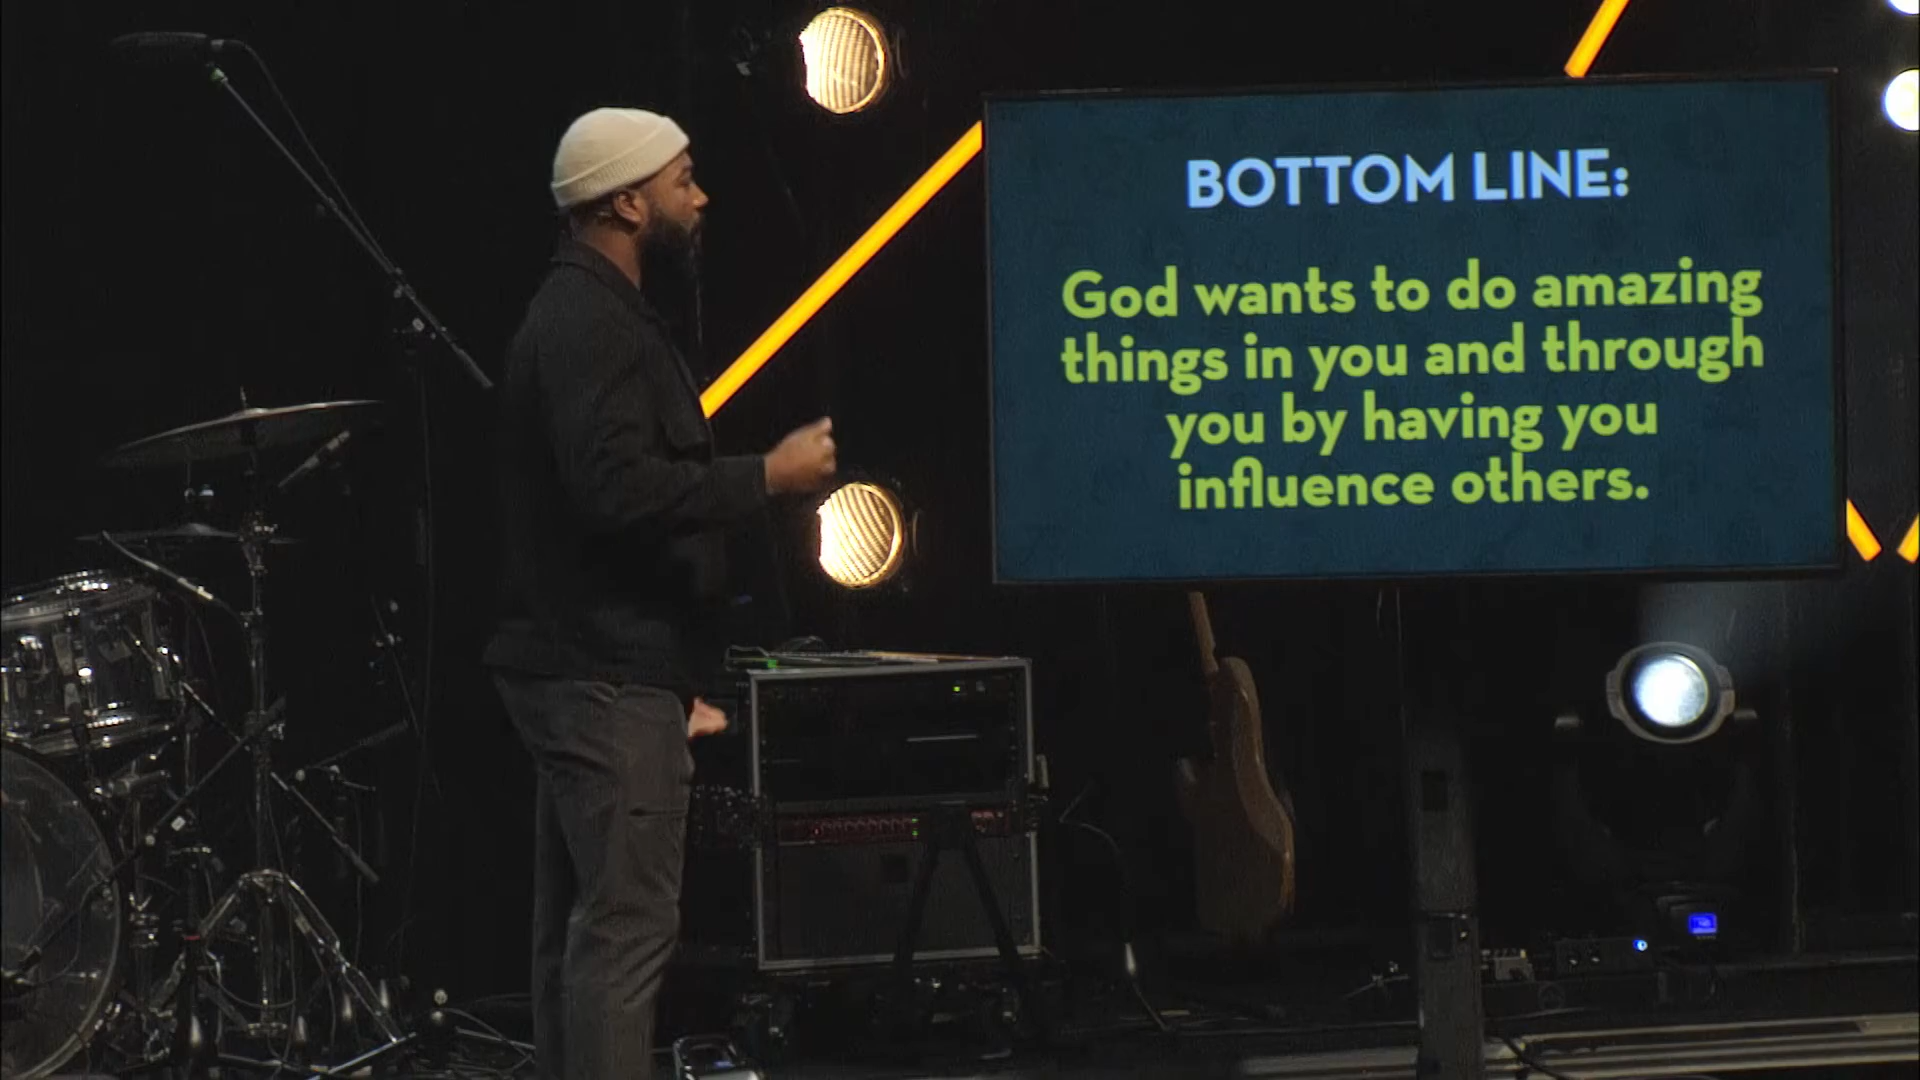 BOTTOM LINE:
God wants to do amazing
things in you and through
you by having you
influence others.